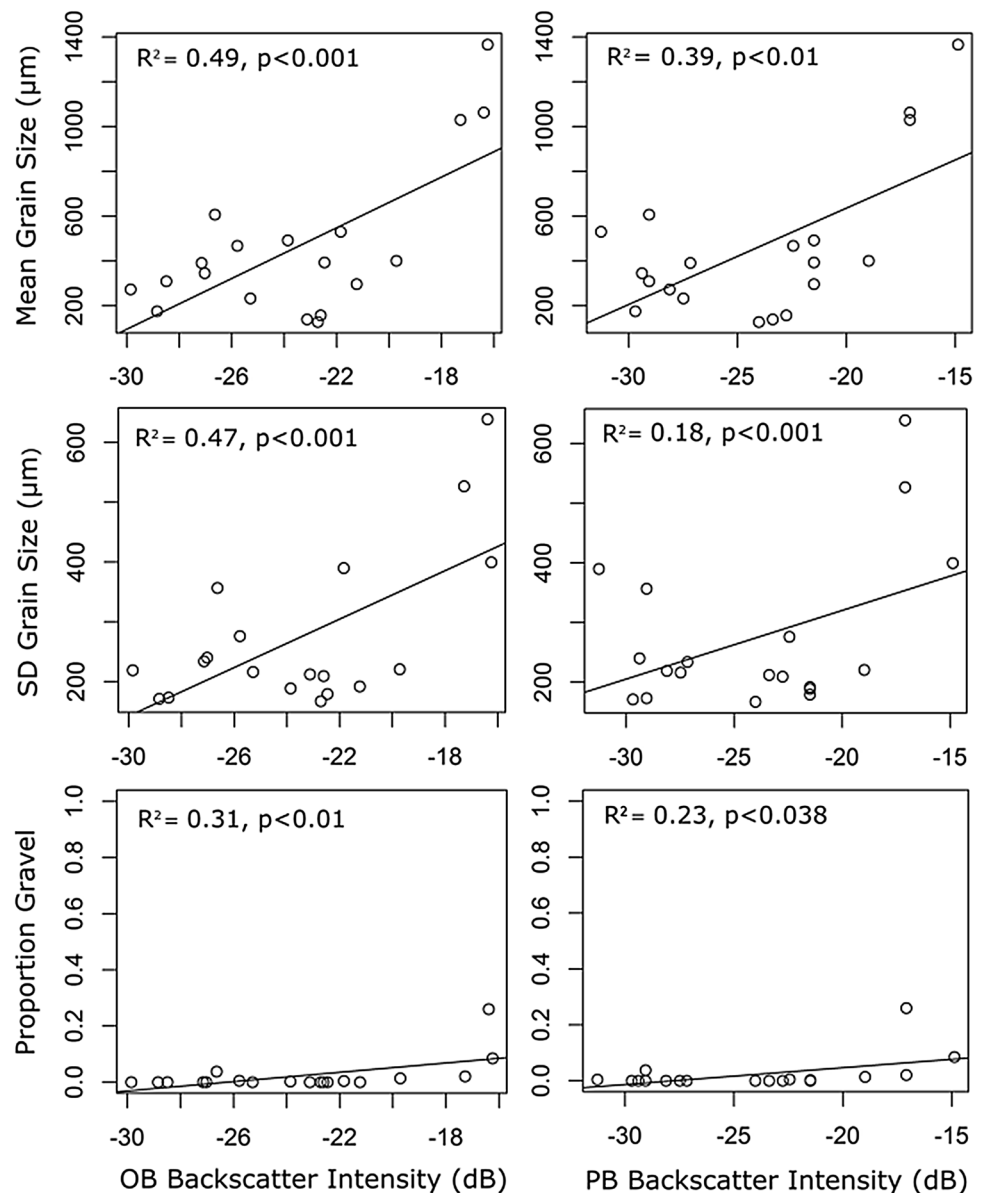 R²= 0.49, p<0.001
Mean Grain Size (µm)
200 600 1000 1400
-30 -26 -22 -18
R²= 0.39, p<0.01
200 600 1000 1400
-30 -25 -20 -15
R²= 0.47, p<0.001
SD Grain Size (µm)
200 400 600
-30 -26 -22 -18
R²= 0.18, p<0.001
200 400 600
-30 -25 -20 -15
R²= 0.31, p<0.01
Proportion Gravel
0.0 0.2 0.4 0.6 0.8 1.0
-30 -26 -22 -18
OB Backscatter Intensity (dB)
R²= 0.23, p<0.038
0.0 0.2 0.4 0.6 0.8 1.0
-30 -25 -20 -15
PB Backscatter Intensity (dB)